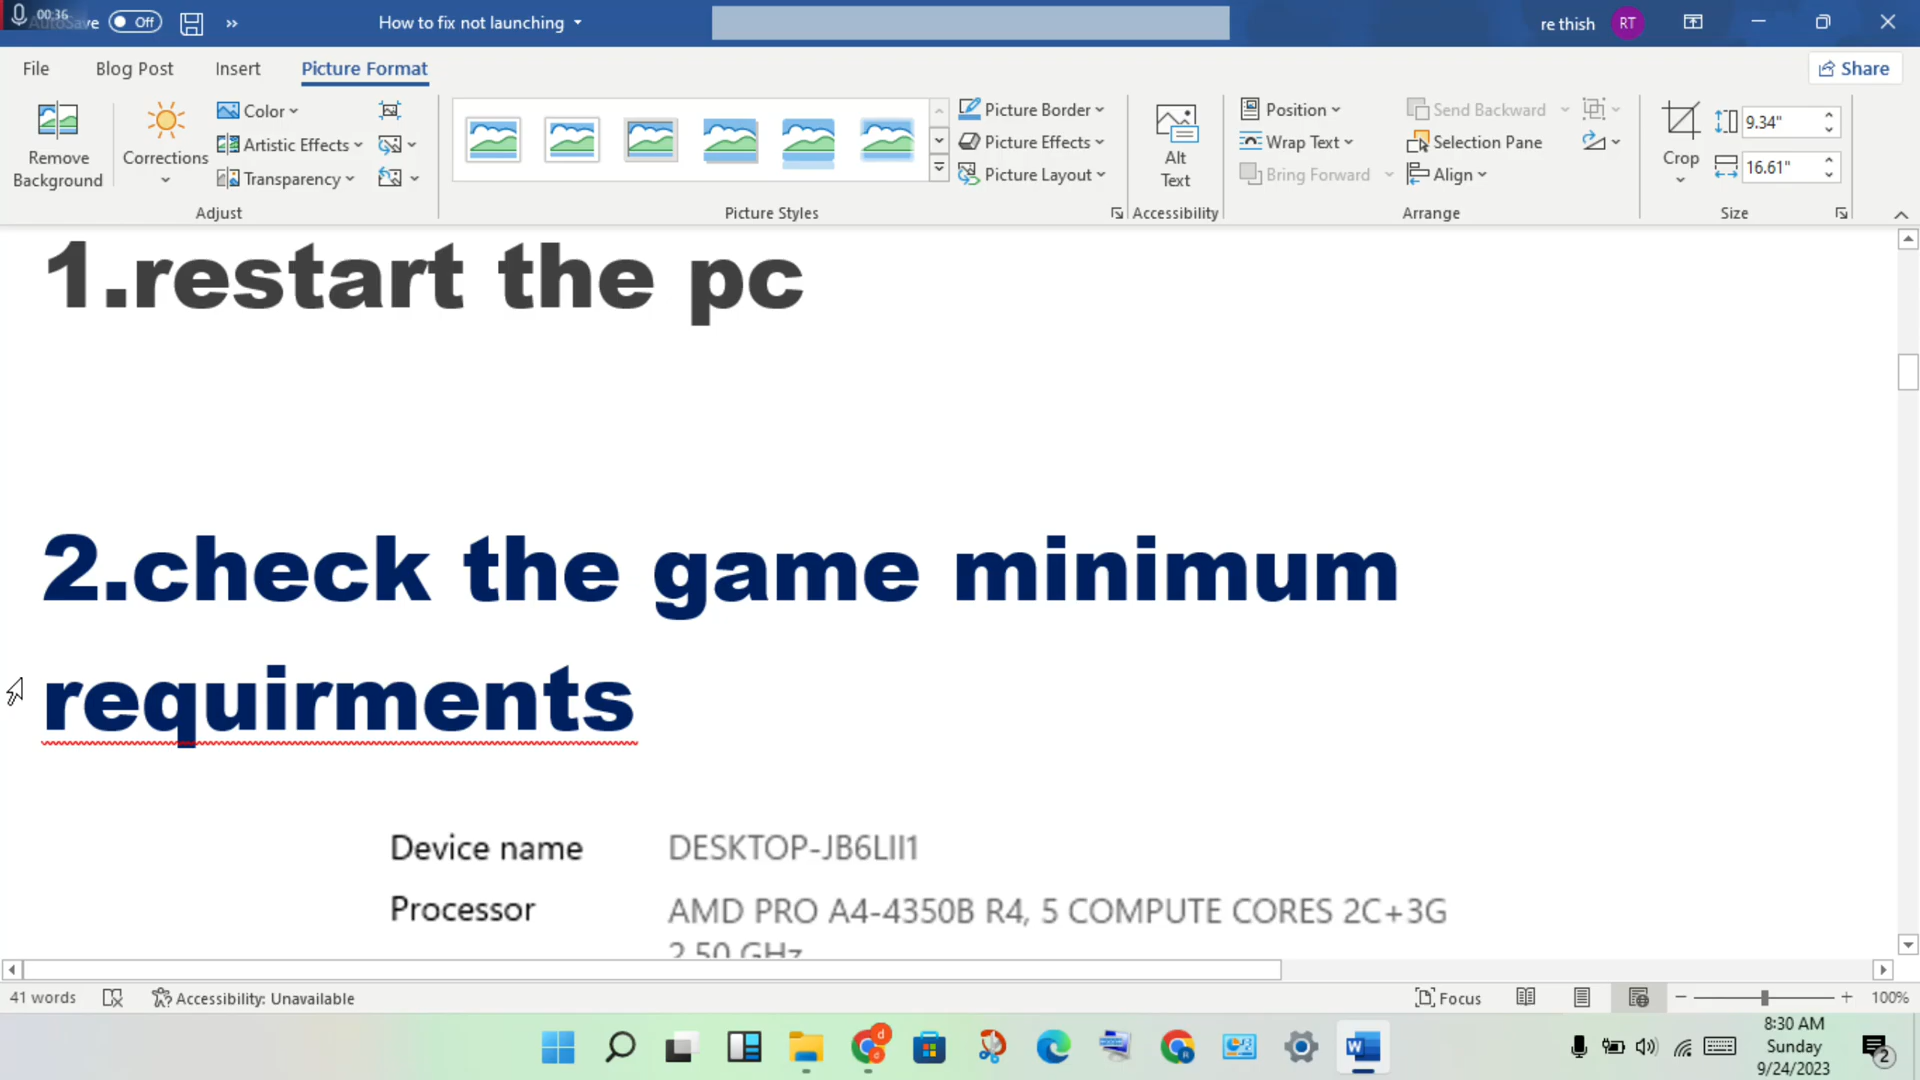 00:36
Off
How to fix not launching
re thish
RT
File
Blog Post
Insert
Picture Format
Share
Remove
Background
Corrections
Color
Artistic Effects
Transparency
Adjust
Picture Styles
Picture Border
Picture Effects
Picture Layout
Alt
Text
Accessibility
Position
Wrap Text
Bring Forward
Send Backward
Selection Pane
Align
Arrange
Crop
9.34"
16.61"
Size
1.restart the pc
2.check the game minimum
requirments
Device name DESKTOP-JB6LII1
Processor AMD PRO A4-4350B R4, 5 COMPUTE CORES 2C+3G
2.50 GHz
41 words
Accessibility: Unavailable
Focus
100%
8:30 AM
Sunday
9/24/2023
2